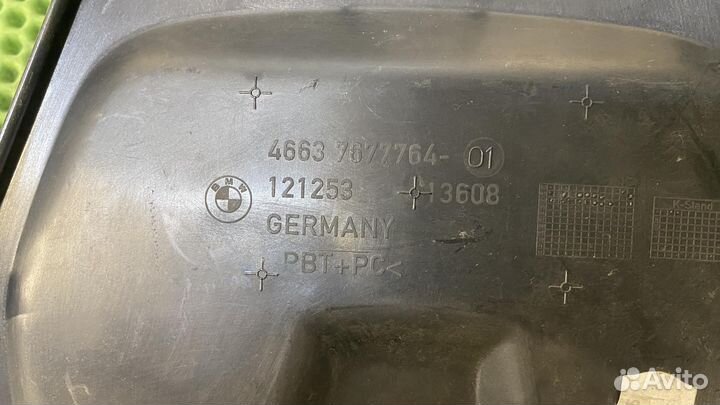 4663 7677764- 01
BMW
121253 13608
GERMANY
PBT+PC<
K-Stand
Avito